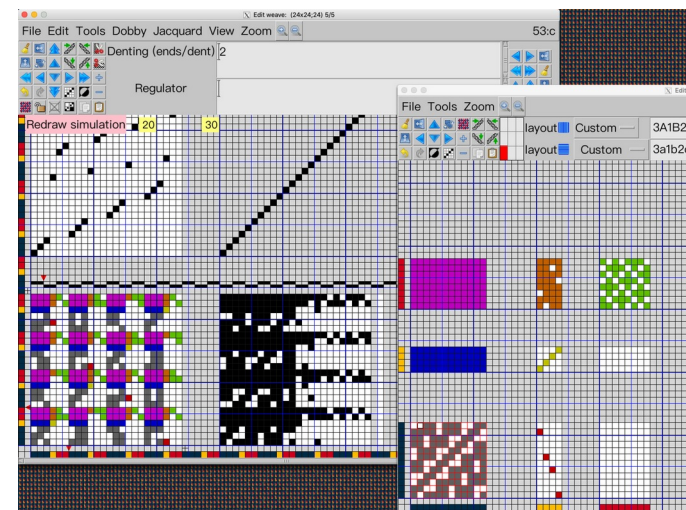 Edit weave: (24x24;24) 5/5
File Edit Tools Dobby Jacquard View Zoom
53:c
Denting (ends/dent) 2
Regulator
Redraw simulation 20 30
Edit
File Tools Zoom
layout Custom 3A1B2
layout Custom